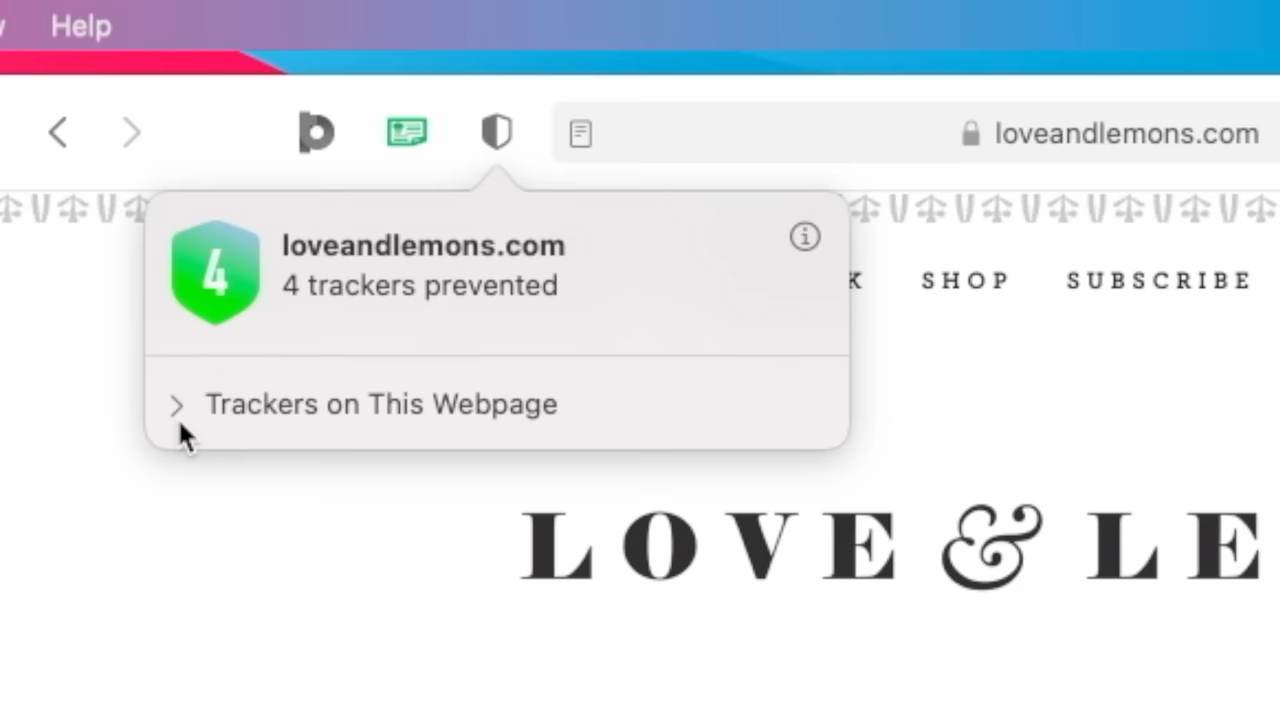 Help
loveandlemons.com
4
loveandlemons.com
4 trackers prevented
SHOP SUBSCRIBE
Trackers on This Webpage
LOVE & LE